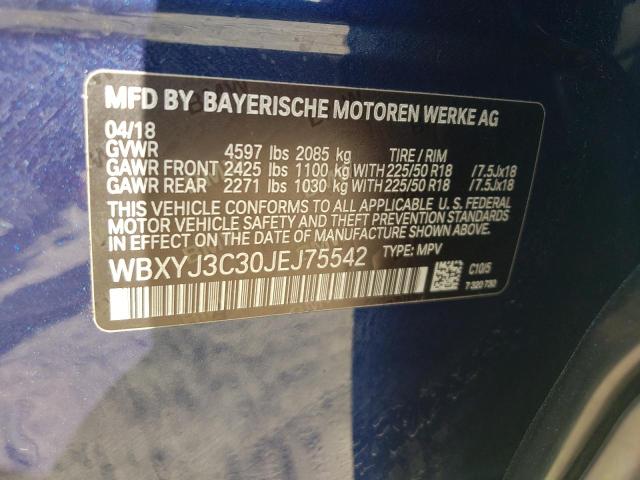 MFD BY BAYERISCHE MOTOREN WERKE AG
04/18
GVWR 4597 lbs 2085 kg TIRE / RIM
GAWR FRONT 2425 lbs 1100 kg WITH 225/50 R18 /7.5Jx18
GAWR REAR 2271 lbs 1030 kg WITH 225/50 R18 /7.5Jx18
THIS VEHICLE CONFORMS TO ALL APPLICABLE U. S. FEDERAL
MOTOR VEHICLE SAFETY AND THEFT PREVENTION STANDARDS
IN EFFECT ON THE DATE OF MANUFACTURE SHOWN ABOVE.
WBXYJ3C30JEJ75542 TYPE: MPV
C10/5
7 320 730